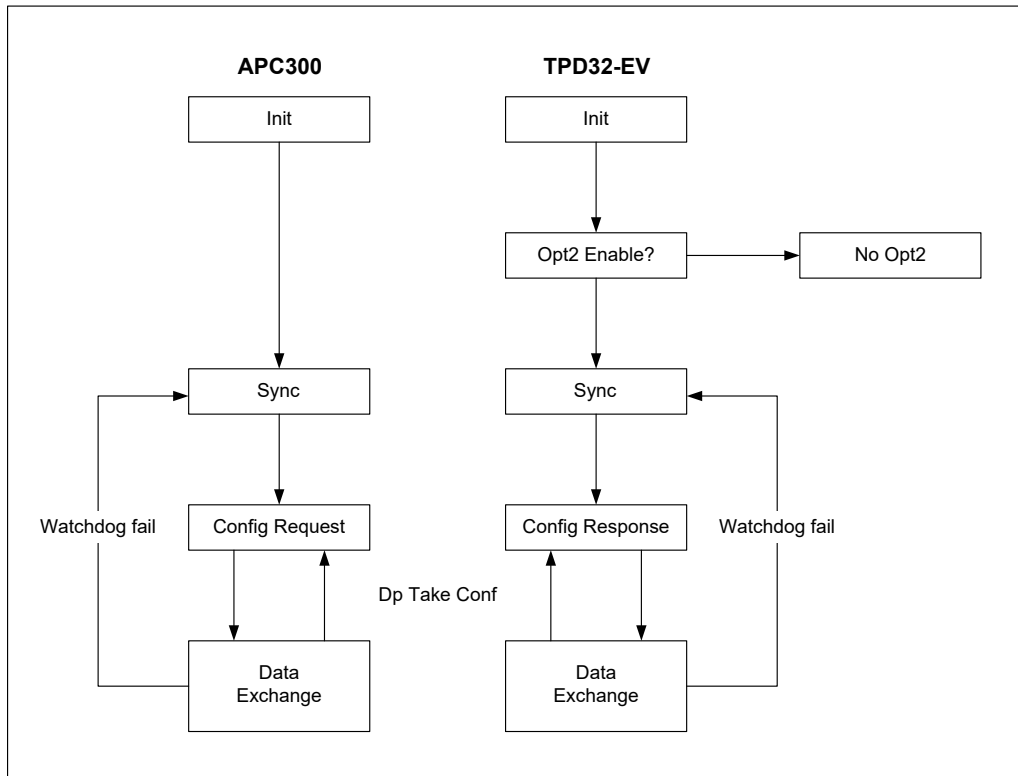 APC300
TPD32-EV
Init
Init
Opt2 Enable?
No Opt2
Sync
Sync
Config Request
Config Response
Watchdog fail
Watchdog fail
Dp Take Conf
Data
Exchange
Data
Exchange